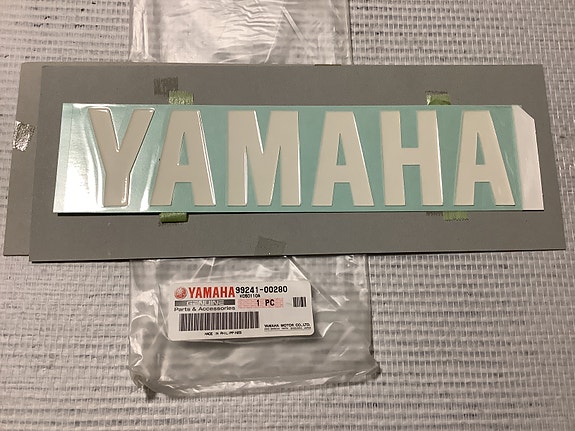 YAMAHA
YAMAHA 99241-00280
GENUINE
Parts & Accessories
1 PC
YAMAHA MOTOR CO., LTD.